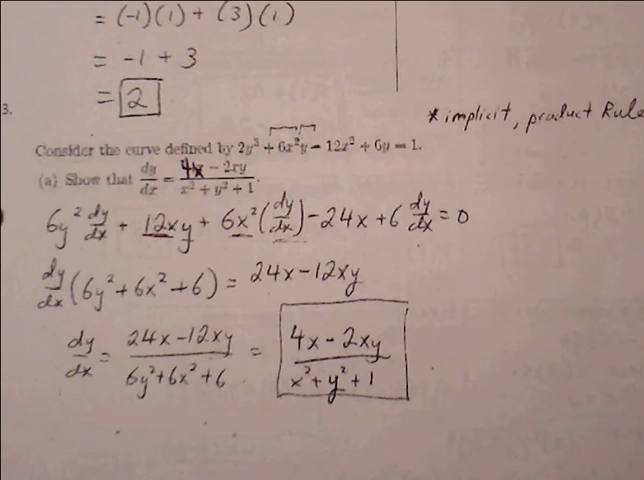 = (-1)(1) + (3)(1)
= -1 + 3
= 2
3.
* implicit, product Rule
Consider the curve defined by 2y³ + 6x²y − 12x² + 6y = 1.
(a) Show that dy/dx = (4x − 2xy)/(x² + y² + 1).
6y² dy/dx + 12xy + 6x² (dy/dx) − 24x + 6 dy/dx = 0
dy/dx (6y² + 6x² + 6) = 24x − 12xy
dy/dx = (24x − 12xy)/(6y² + 6x² + 6) = (4x − 2xy)/(x² + y² + 1)